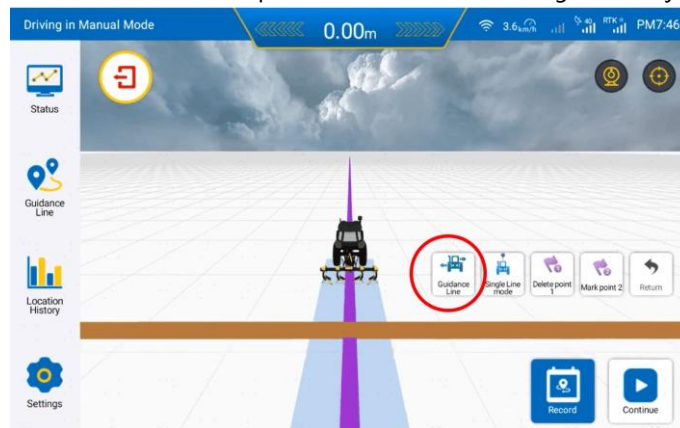 Driving in Manual Mode
0.00m
3.6km/h
40
RTK
PM7:46
Status
Guidance
Line
Location
History
Settings
Guidance
Line
Single Line
mode
Delete point
1
Mark point 2
Return
Record
Continue